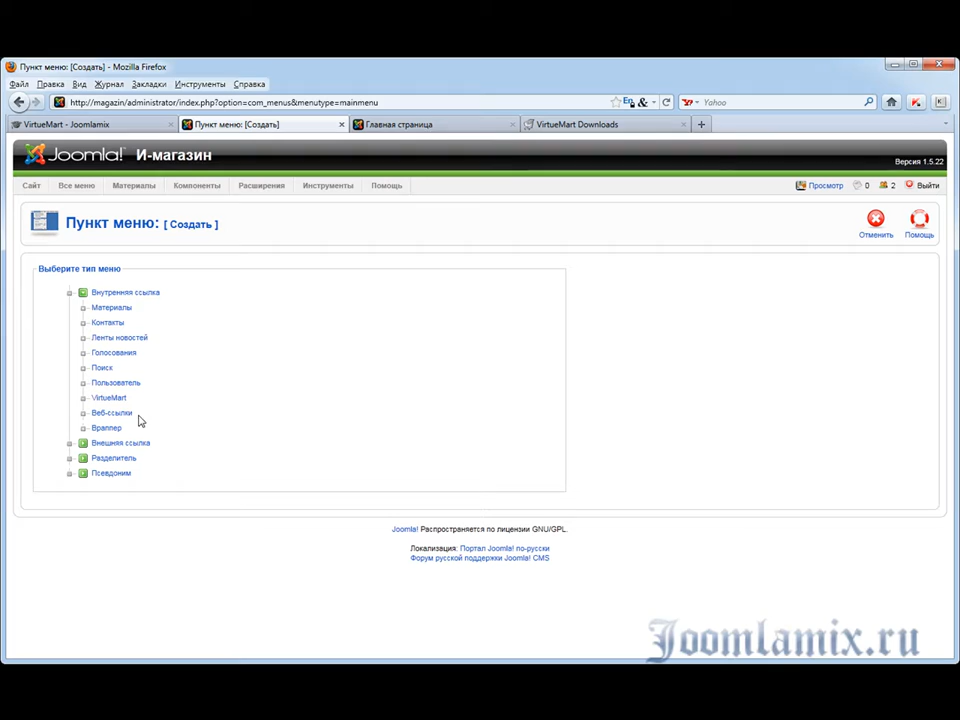 Пункт меню: [Создать] - Mozilla Firefox
Файл Правка Вид Журнал Закладки Инструменты Справка
http://magazin/administrator/index.php?option=com_menus&menutype=mainmenu
En
Yahoo
VirtueMart - Joomlamix
Пункт меню: [Создать]
Главная страница
VirtueMart Downloads
Joomla! И-магазин
Версия 1.5.22
Сайт Все меню Материалы Компоненты Расширения Инструменты Помощь
Просмотр 0 2 Выйти
Пункт меню: [ Создать ]
Отменить Помощь
Выберите тип меню
Внутренняя ссылка
Материалы
Контакты
Ленты новостей
Голосования
Поиск
Пользователь
VirtueMart
Веб-ссылки
Враппер
Внешняя ссылка
Разделитель
Псевдоним
Joomla! Распространяется по лицензии GNU/GPL.
Локализация: Портал Joomla! по-русски
Форум русской поддержки Joomla! CMS
Joomlamix.ru